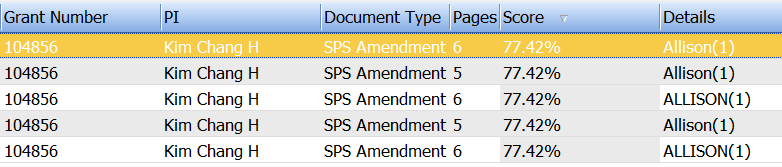 Grant Number PI Document Type Pages Score Details
104856 Kim Chang H SPS Amendment 6 77.42% Allison(1)
104856 Kim Chang H SPS Amendment 5 77.42% Allison(1)
104856 Kim Chang H SPS Amendment 6 77.42% ALLISON(1)
104856 Kim Chang H SPS Amendment 5 77.42% Allison(1)
104856 Kim Chang H SPS Amendment 6 77.42% ALLISON(1)